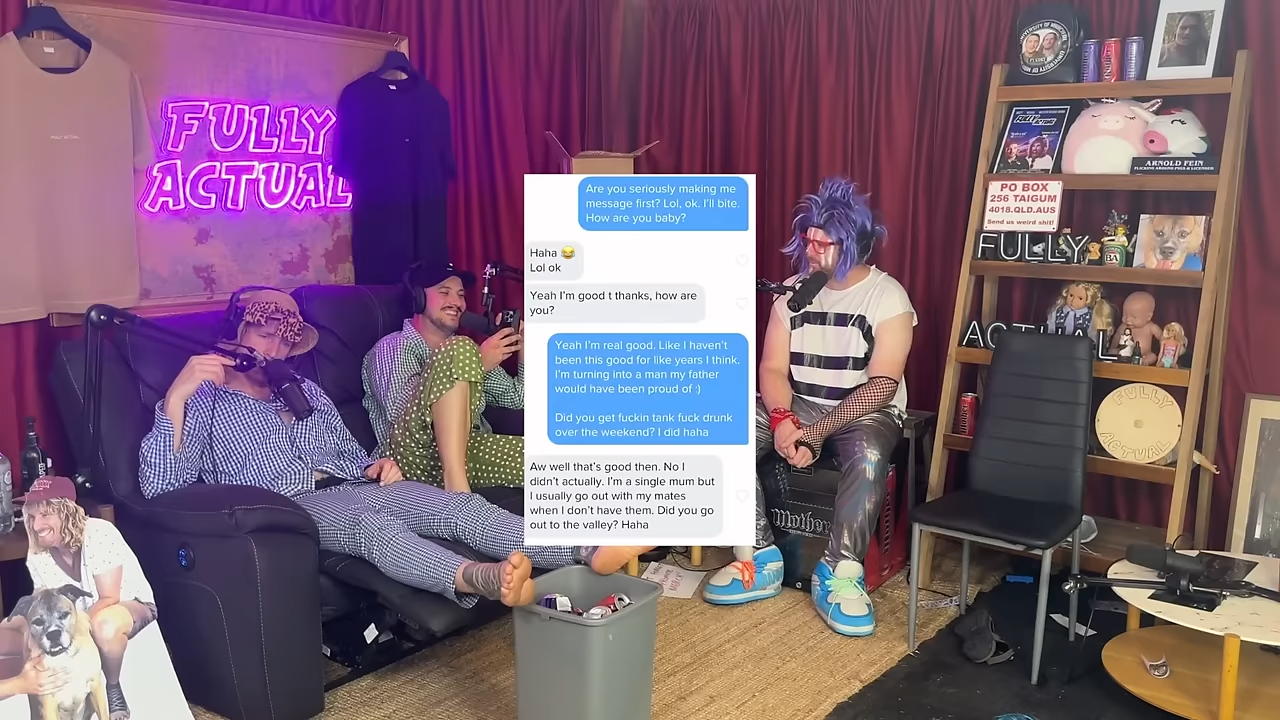 FULLY
ACTUAL
Are you seriously making me
message first? Lol, ok. I'll bite.
How are you baby?
Haha 😂
Lol ok
Yeah I'm good t thanks, how are
you?
Yeah I'm real good. Like I haven't
been this good for like years I think.
I'm turning into a man my father
would have been proud of :)
Did you get fuckin tank fuck drunk
over the weekend? I did haha
Aw well that's good then. No I
didn't actually. I'm a single mum but
I usually go out with my mates
when I don't have them. Did you go
out to the valley? Haha
Mother
FULLY
ACTUAL
ARNOLD FEIN
PO BOX
256 TAIGUM
4018.QLD.AUS
Send us weird shit!
FULLY
BA
ACTUAL
FULLY
ACTUAL